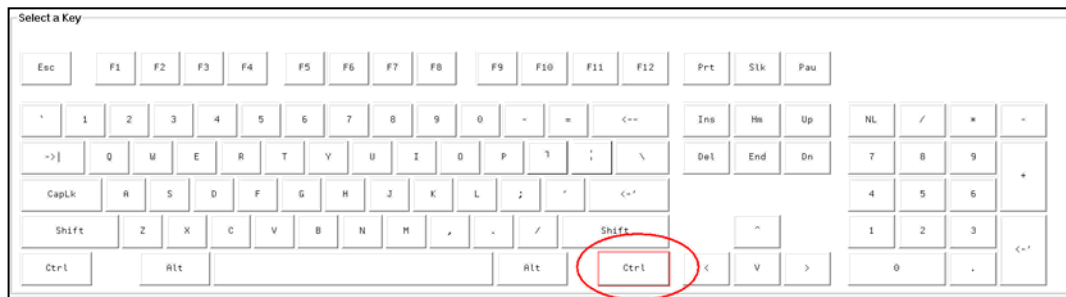 Select a Key
Esc F1 F2 F3 F4 F5 F6 F7 F8 F9 F10 F11 F12 Prt Slk Pau
` 1 2 3 4 5 6 7 8 9 0 - = <-- Ins Hm Up NL / * -
->| Q W E R T Y U I O P ㄱ ¦ \ Del End Dn 7 8 9 +
CapLk A S D F G H J K L ; ' <-' 4 5 6
Shift Z X C V B N M , . / Shift ^ 1 2 3 <-'
Ctrl Alt Alt Ctrl < V > 0 .